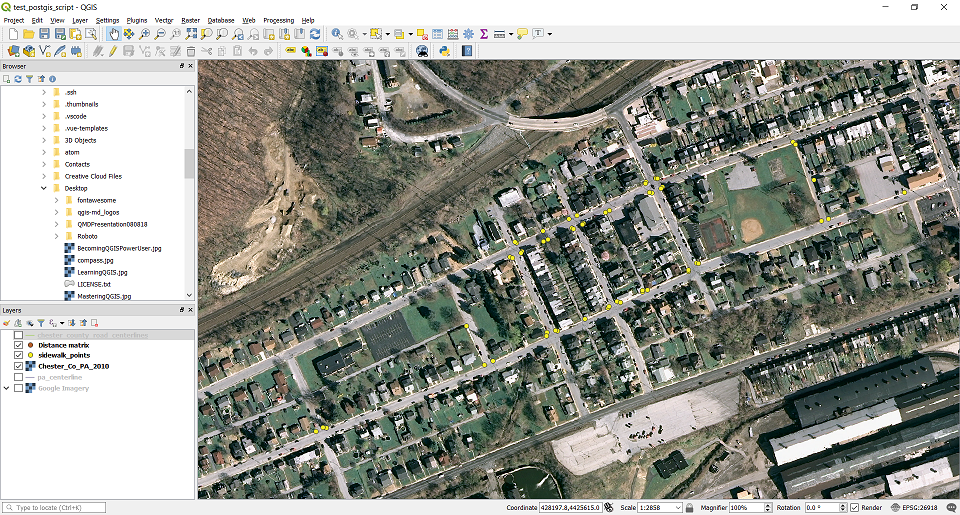 test_postgis_script - QGIS
Project Edit View Layer Settings Plugins Vector Raster Database Web Processing Help
Browser
.ssh
.thumbnails
.vscode
.vue-templates
3D Objects
atom
Contacts
Creative Cloud Files
Desktop
fontawesome
qgis-md_logos
QMDPresentation080818
Roboto
BecomingQGISPowerUser.jpg
compass.jpg
LearningQGIS.jpg
LICENSE.txt
MasteringQGIS.jpg
Layers
chester_county_road_centerlines
Distance matrix
sidewalk_points
Chester_Co_PA_2010
pa_centerline
Google Imagery
Type to locate (Ctrl+K)
Coordinate 428197.8,4425615.0 Scale 1:2858 Magnifier 100% Rotation 0.0 ° Render EPSG:26918